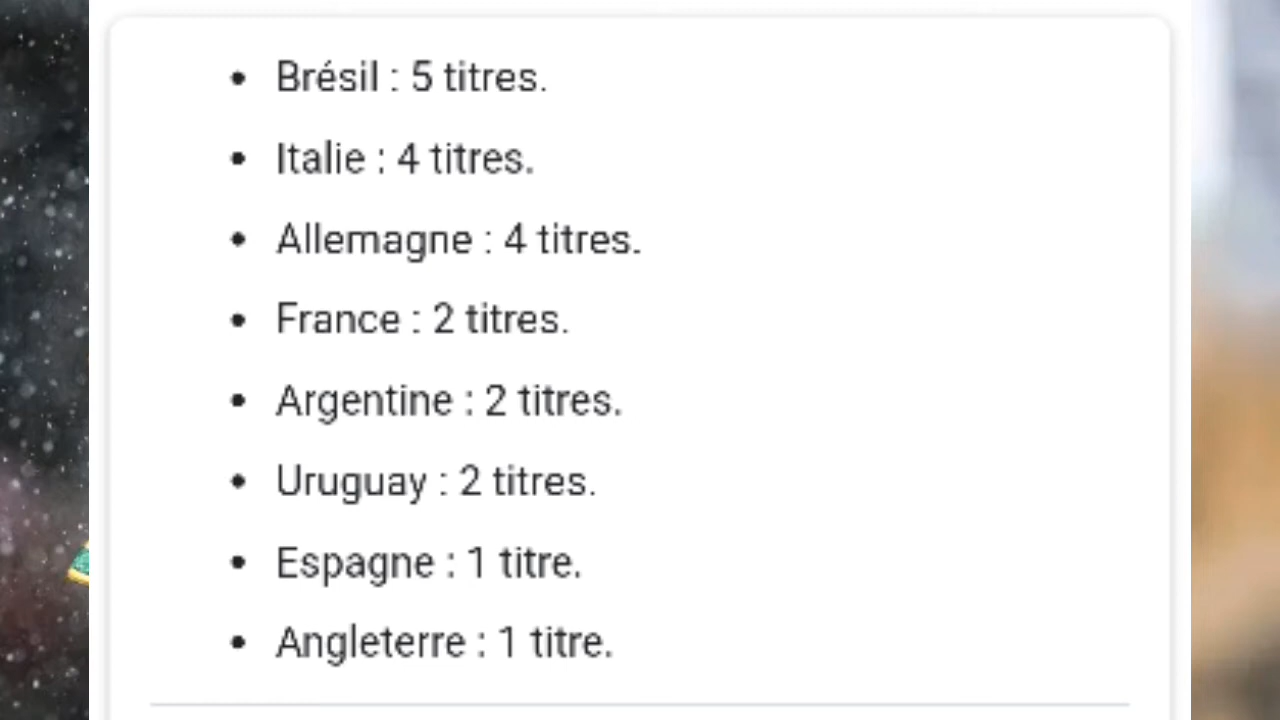 • Brésil : 5 titres.
• Italie : 4 titres.
• Allemagne : 4 titres.
• France : 2 titres.
• Argentine : 2 titres.
• Uruguay : 2 titres.
• Espagne : 1 titre.
• Angleterre : 1 titre.